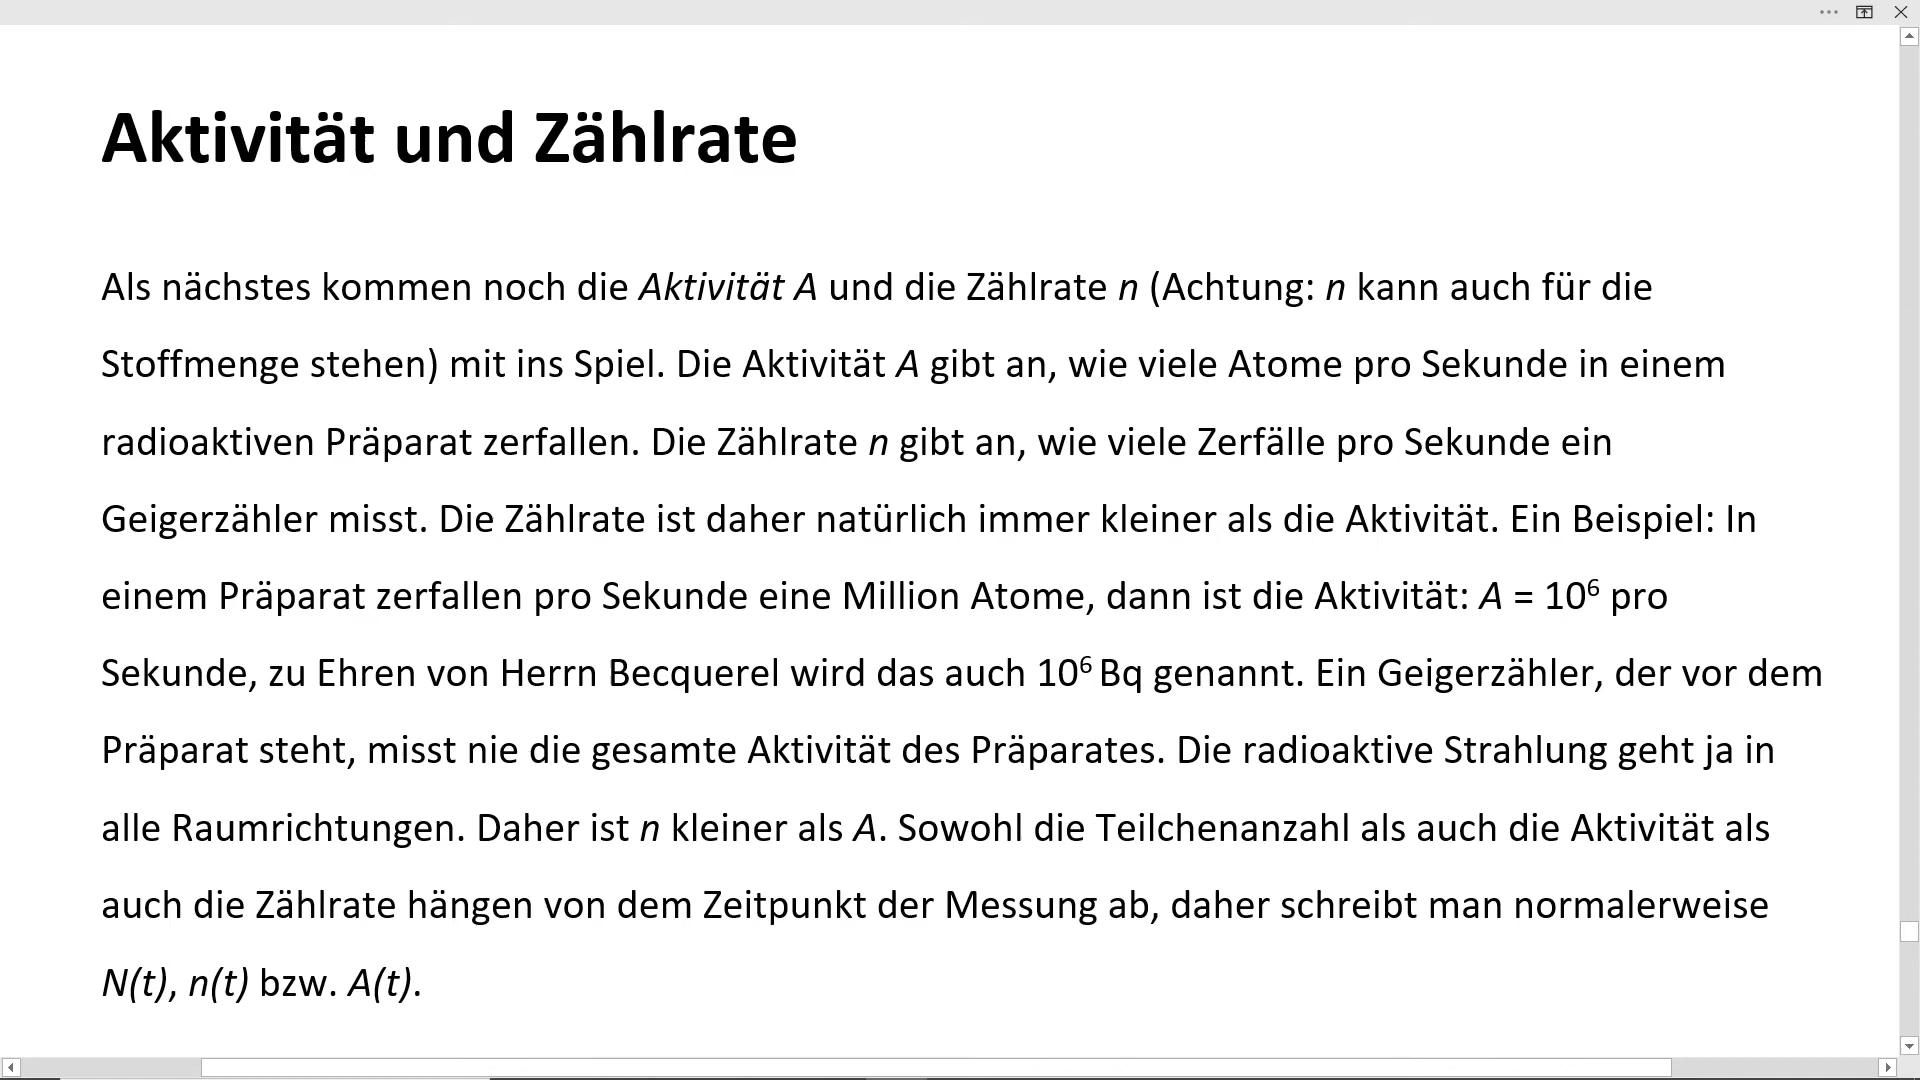 Aktivität und Zählrate
Als nächstes kommen noch die Aktivität A und die Zählrate n (Achtung: n kann auch für die
Stoffmenge stehen) mit ins Spiel. Die Aktivität A gibt an, wie viele Atome pro Sekunde in einem
radioaktiven Präparat zerfallen. Die Zählrate n gibt an, wie viele Zerfälle pro Sekunde ein
Geigerzähler misst. Die Zählrate ist daher natürlich immer kleiner als die Aktivität. Ein Beispiel: In
einem Präparat zerfallen pro Sekunde eine Million Atome, dann ist die Aktivität: A = 10⁶ pro
Sekunde, zu Ehren von Herrn Becquerel wird das auch 10⁶ Bq genannt. Ein Geigerzähler, der vor dem
Präparat steht, misst nie die gesamte Aktivität des Präparates. Die radioaktive Strahlung geht ja in
alle Raumrichtungen. Daher ist n kleiner als A. Sowohl die Teilchenanzahl als auch die Aktivität als
auch die Zählrate hängen von dem Zeitpunkt der Messung ab, daher schreibt man normalerweise
N(t), n(t) bzw. A(t).